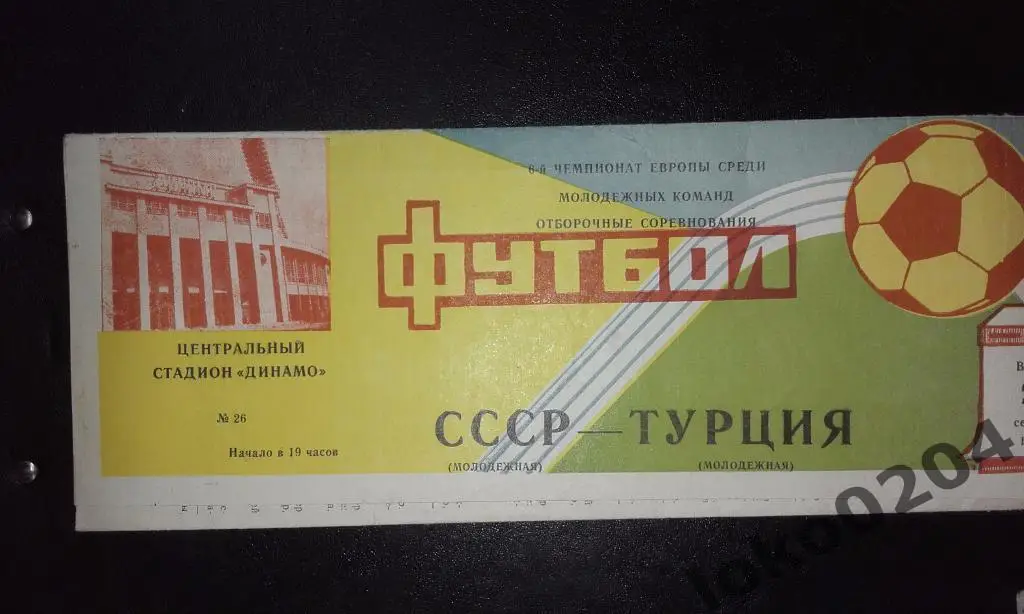 6-й ЧЕМПИОНАТ ЕВРОПЫ СРЕДИ
МОЛОДЕЖНЫХ КОМАНД
ОТБОРОЧНЫЕ СОРЕВНОВАНИЯ
ФУТБОЛ
ЦЕНТРАЛЬНЫЙ
СТАДИОН «ДИНАМО»
№ 26
Начало в 19 часов
СССР—ТУРЦИЯ
(МОЛОДЕЖНАЯ) (МОЛОДЕЖНАЯ)
loko0204